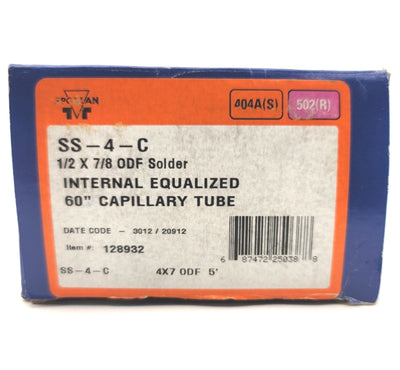 SPORLAN
404A(S) 502(R)
SS-4-C
1/2 X 7/8 ODF Solder
INTERNAL EQUALIZED
60" CAPILLARY TUBE
DATE CODE - 3012 / 20912
Item #: 128932
6 87472 25038 8
SS-4-C 4X7 ODF 5'